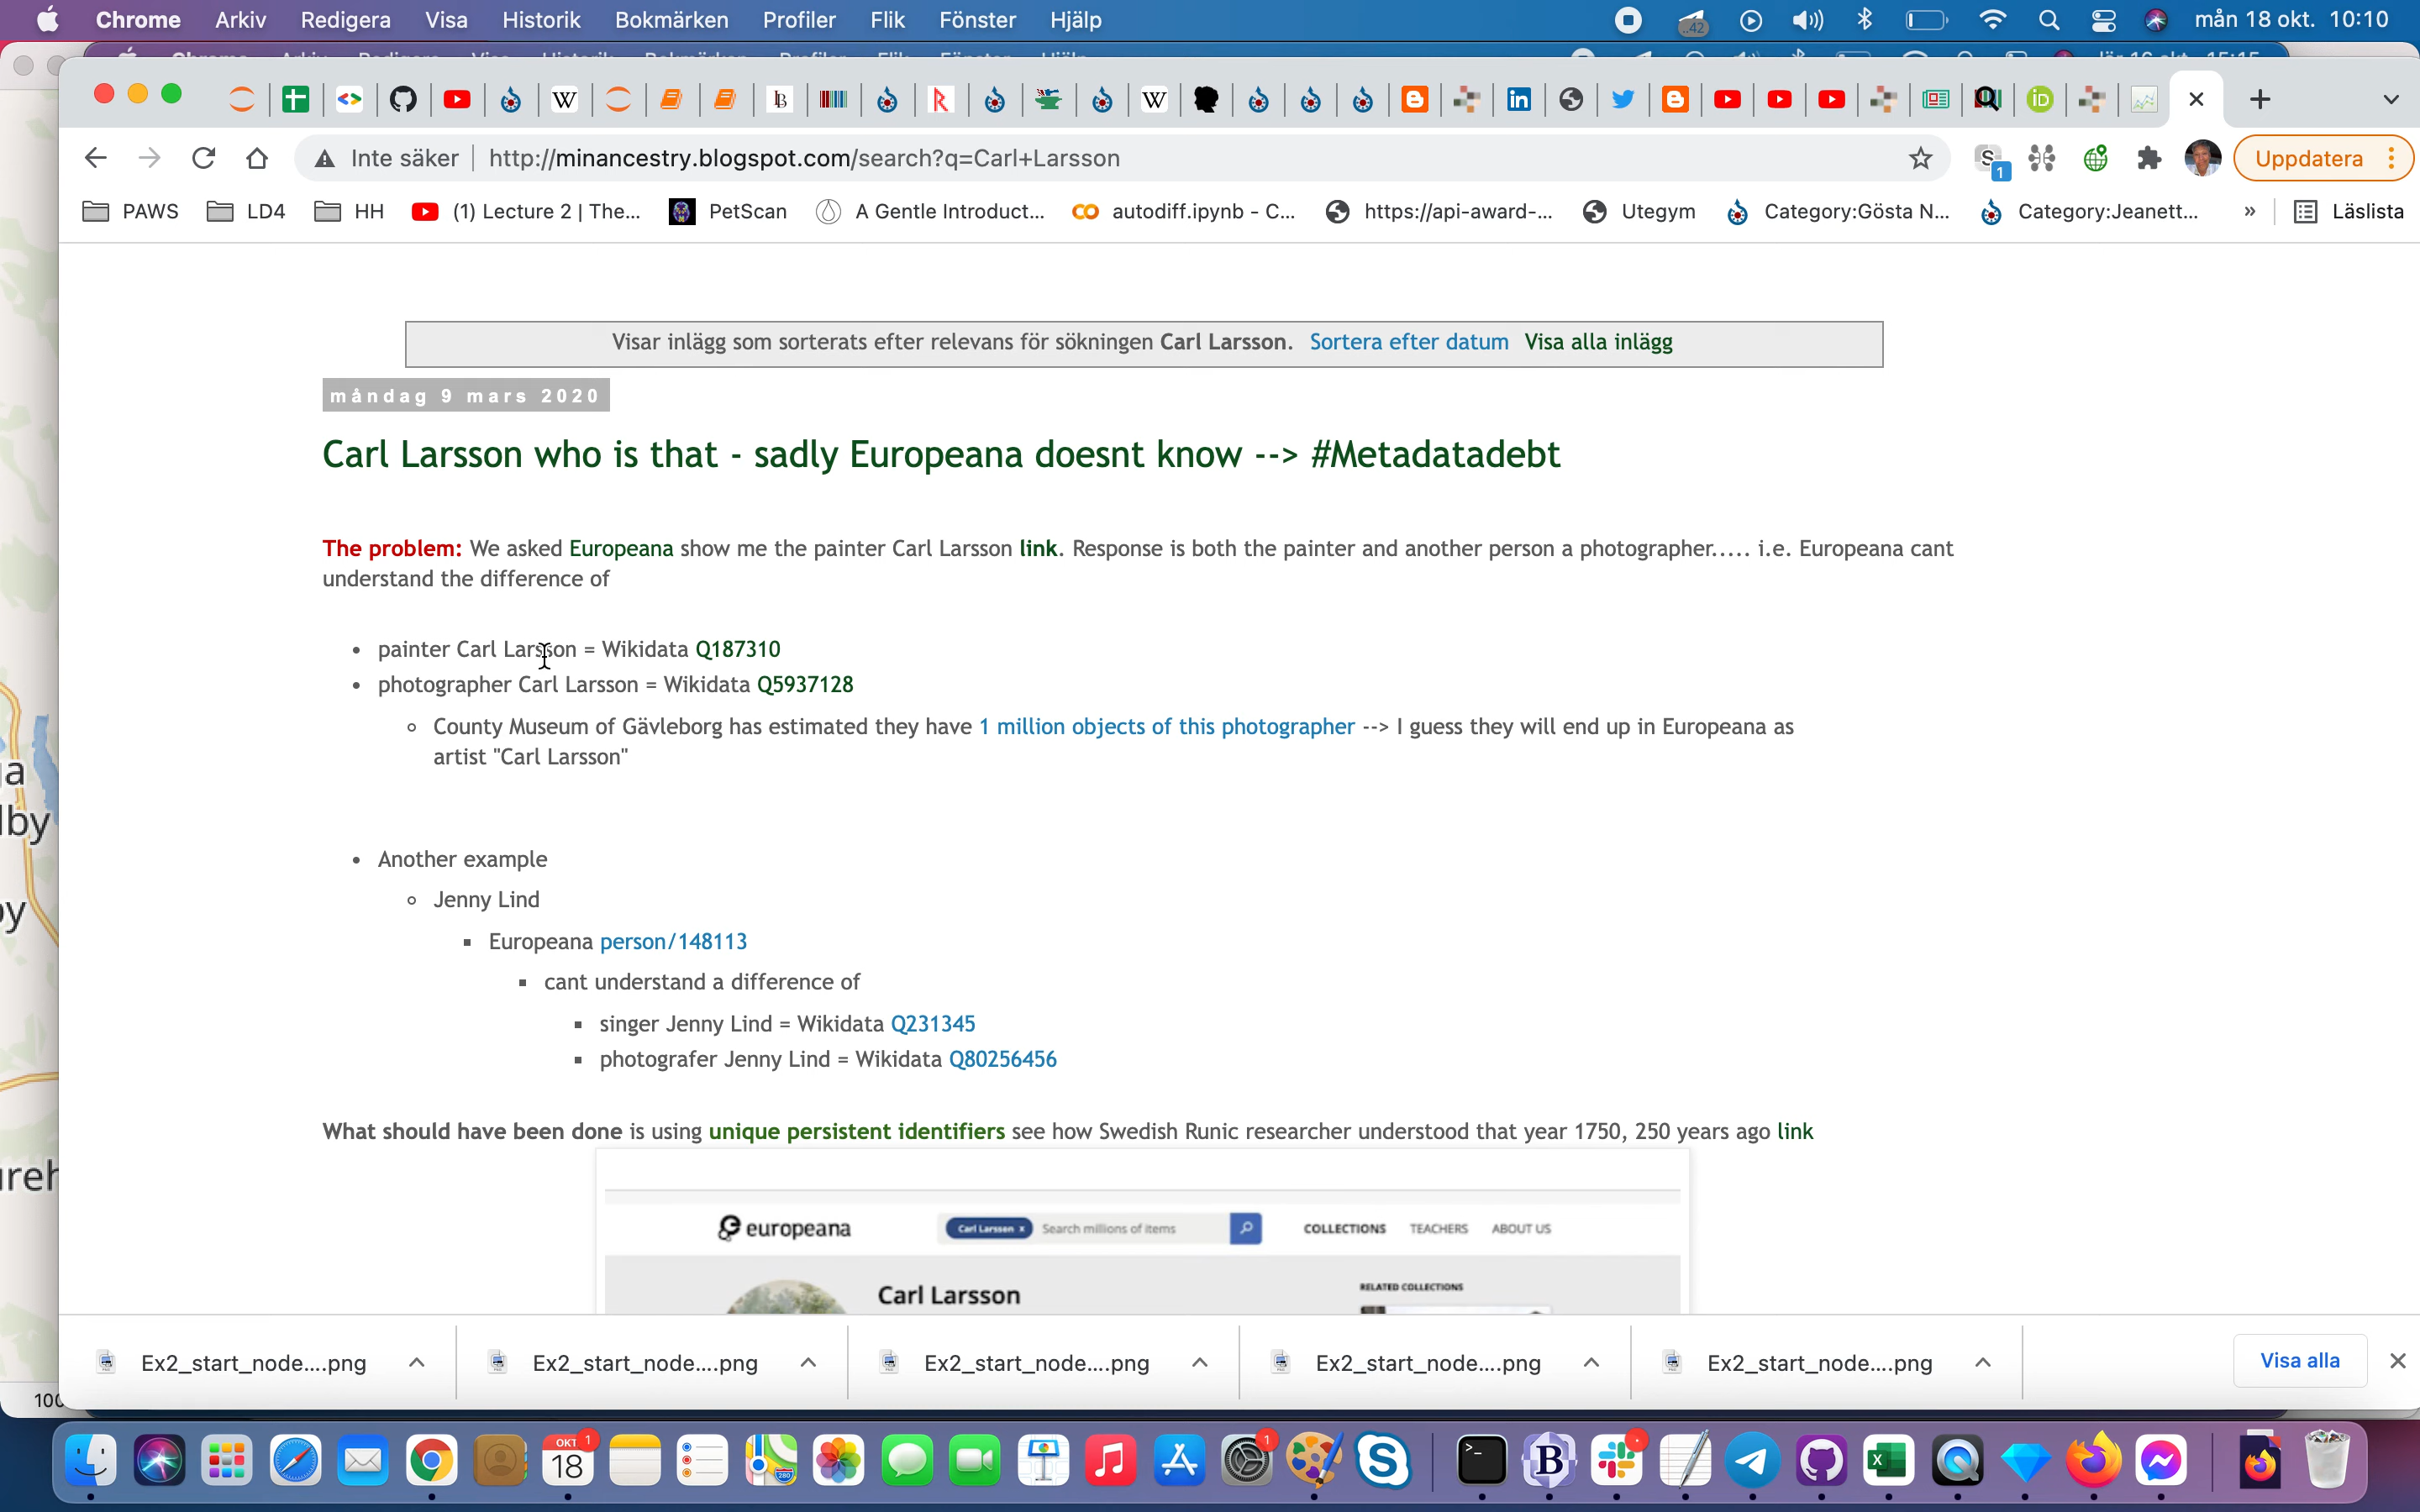 Chrome Arkiv Redigera Visa Historik Bokmärken Profiler Flik Fönster Hjälp mån 18 okt. 10:10
Inte säker http://minancestry.blogspot.com/search?q=Carl+Larsson Uppdatera
PAWS LD4 HH (1) Lecture 2 | The... PetScan A Gentle Introduct... autodiff.ipynb - C... https://api-award-... Utegym Category:Gösta N... Category:Jeanett... » Läslista
Visar inlägg som sorterats efter relevans för sökningen Carl Larsson. Sortera efter datum Visa alla inlägg
måndag 9 mars 2020
Carl Larsson who is that - sadly Europeana doesnt know --> #Metadatadebt
The problem: We asked Europeana show me the painter Carl Larsson link. Response is both the painter and another person a photographer..... i.e. Europeana cant
understand the difference of
• painter Carl Larsson = Wikidata Q187310
• photographer Carl Larsson = Wikidata Q5937128
County Museum of Gävleborg has estimated they have 1 million objects of this photographer --> I guess they will end up in Europeana as
artist "Carl Larsson"
• Another example
Jenny Lind
Europeana person/148113
cant understand a difference of
singer Jenny Lind = Wikidata Q231345
photografer Jenny Lind = Wikidata Q80256456
What should have been done is using unique persistent identifiers see how Swedish Runic researcher understood that year 1750, 250 years ago link
europeana Carl Larsson x Search millions of items COLLECTIONS TEACHERS ABOUT US
Carl Larsson RELATED COLLECTIONS
Ex2_start_node....png Ex2_start_node....png Ex2_start_node....png Ex2_start_node....png Ex2_start_node....png Visa alla
OKT 18